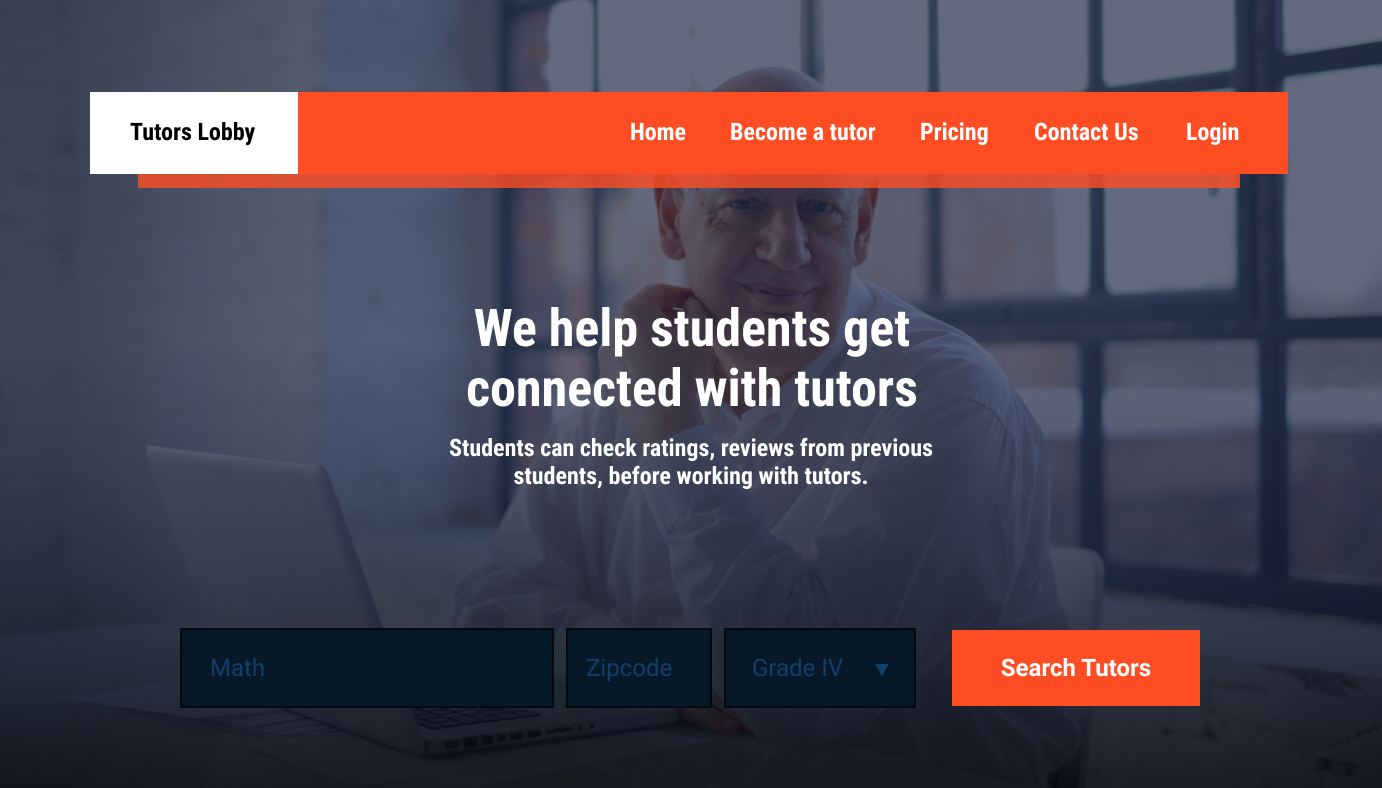 Tutors Lobby
Home Become a tutor Pricing Contact Us Login
We help students get
connected with tutors
Students can check ratings, reviews from previous
students, before working with tutors.
Math Zipcode Grade IV Search Tutors